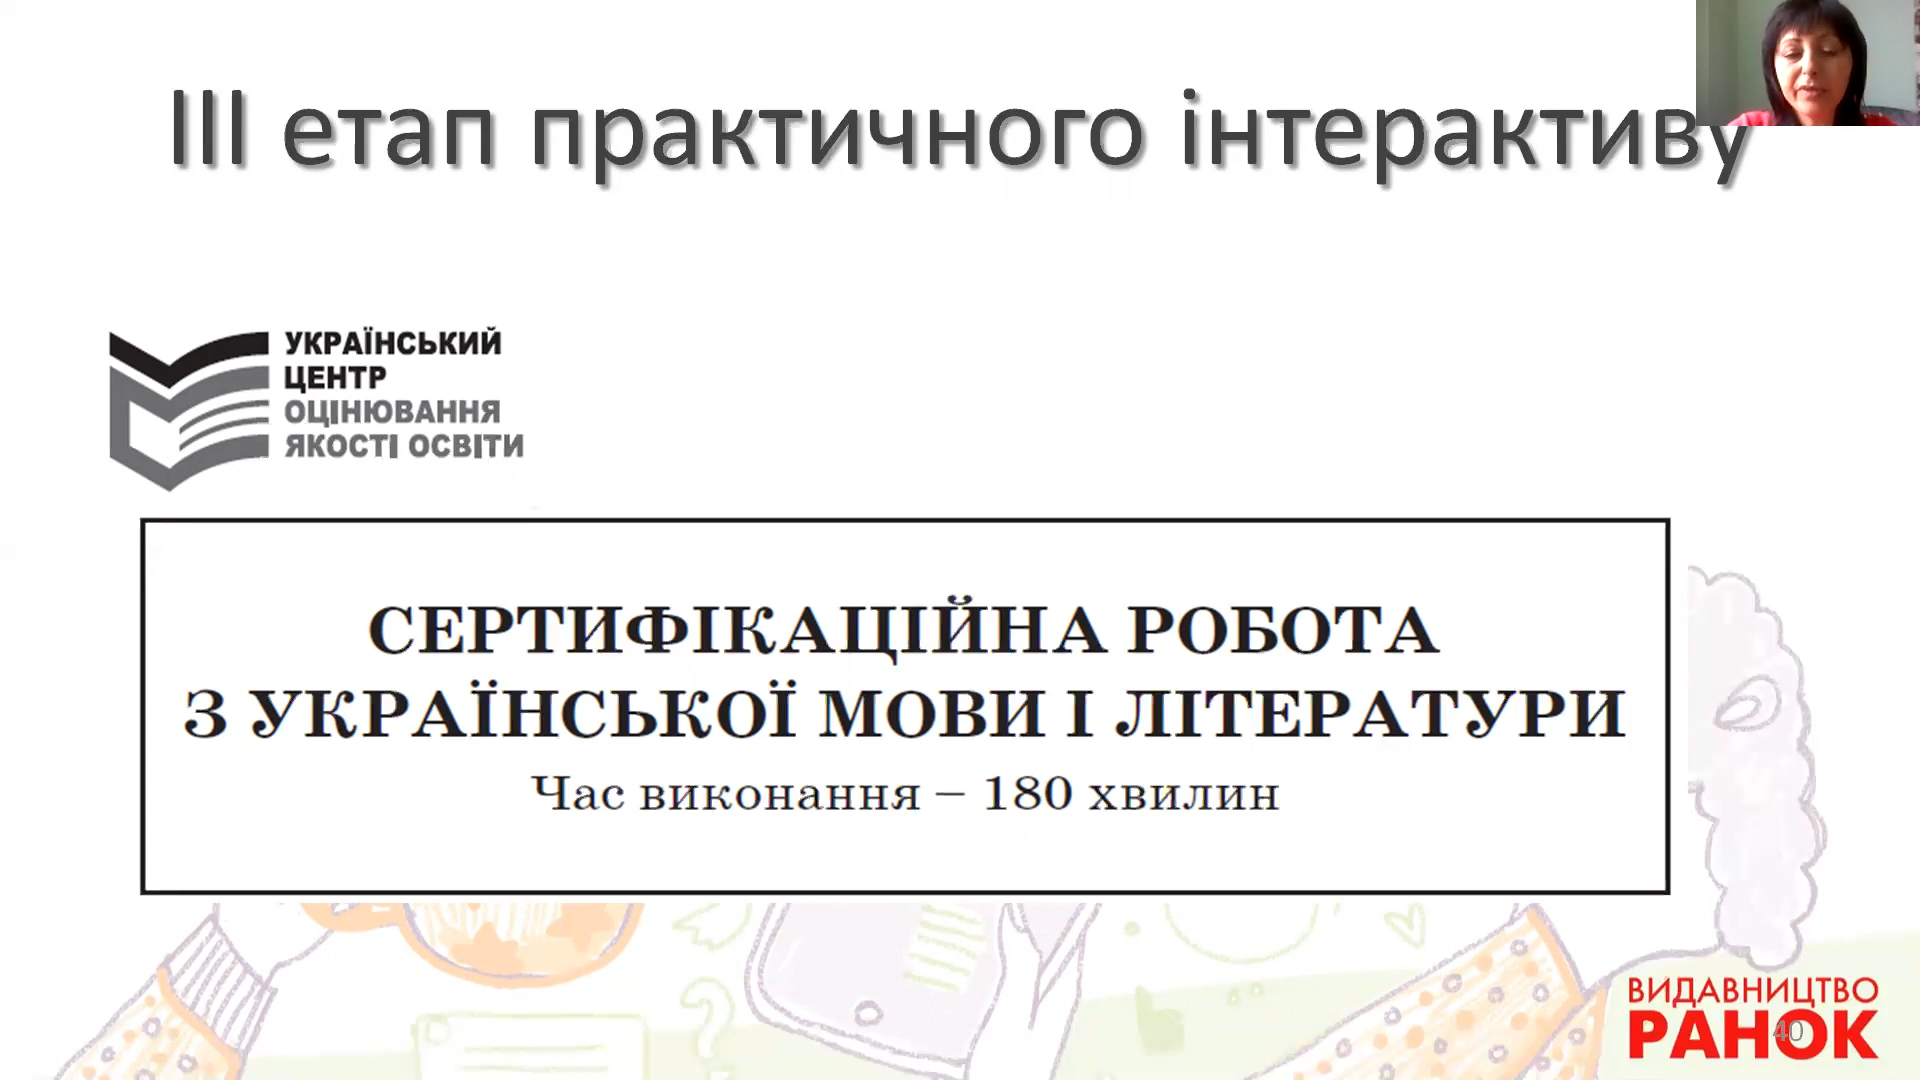 ІІІ етап практичного інтерактиву
УКРАЇНСЬКИЙ
ЦЕНТР
ОЦІНЮВАННЯ
ЯКОСТІ ОСВІТИ
СЕРТИФІКАЦІЙНА РОБОТА
З УКРАЇНСЬКОЇ МОВИ І ЛІТЕРАТУРИ
Час виконання – 180 хвилин
ВИДАВНИЦТВО
РАНОК
40